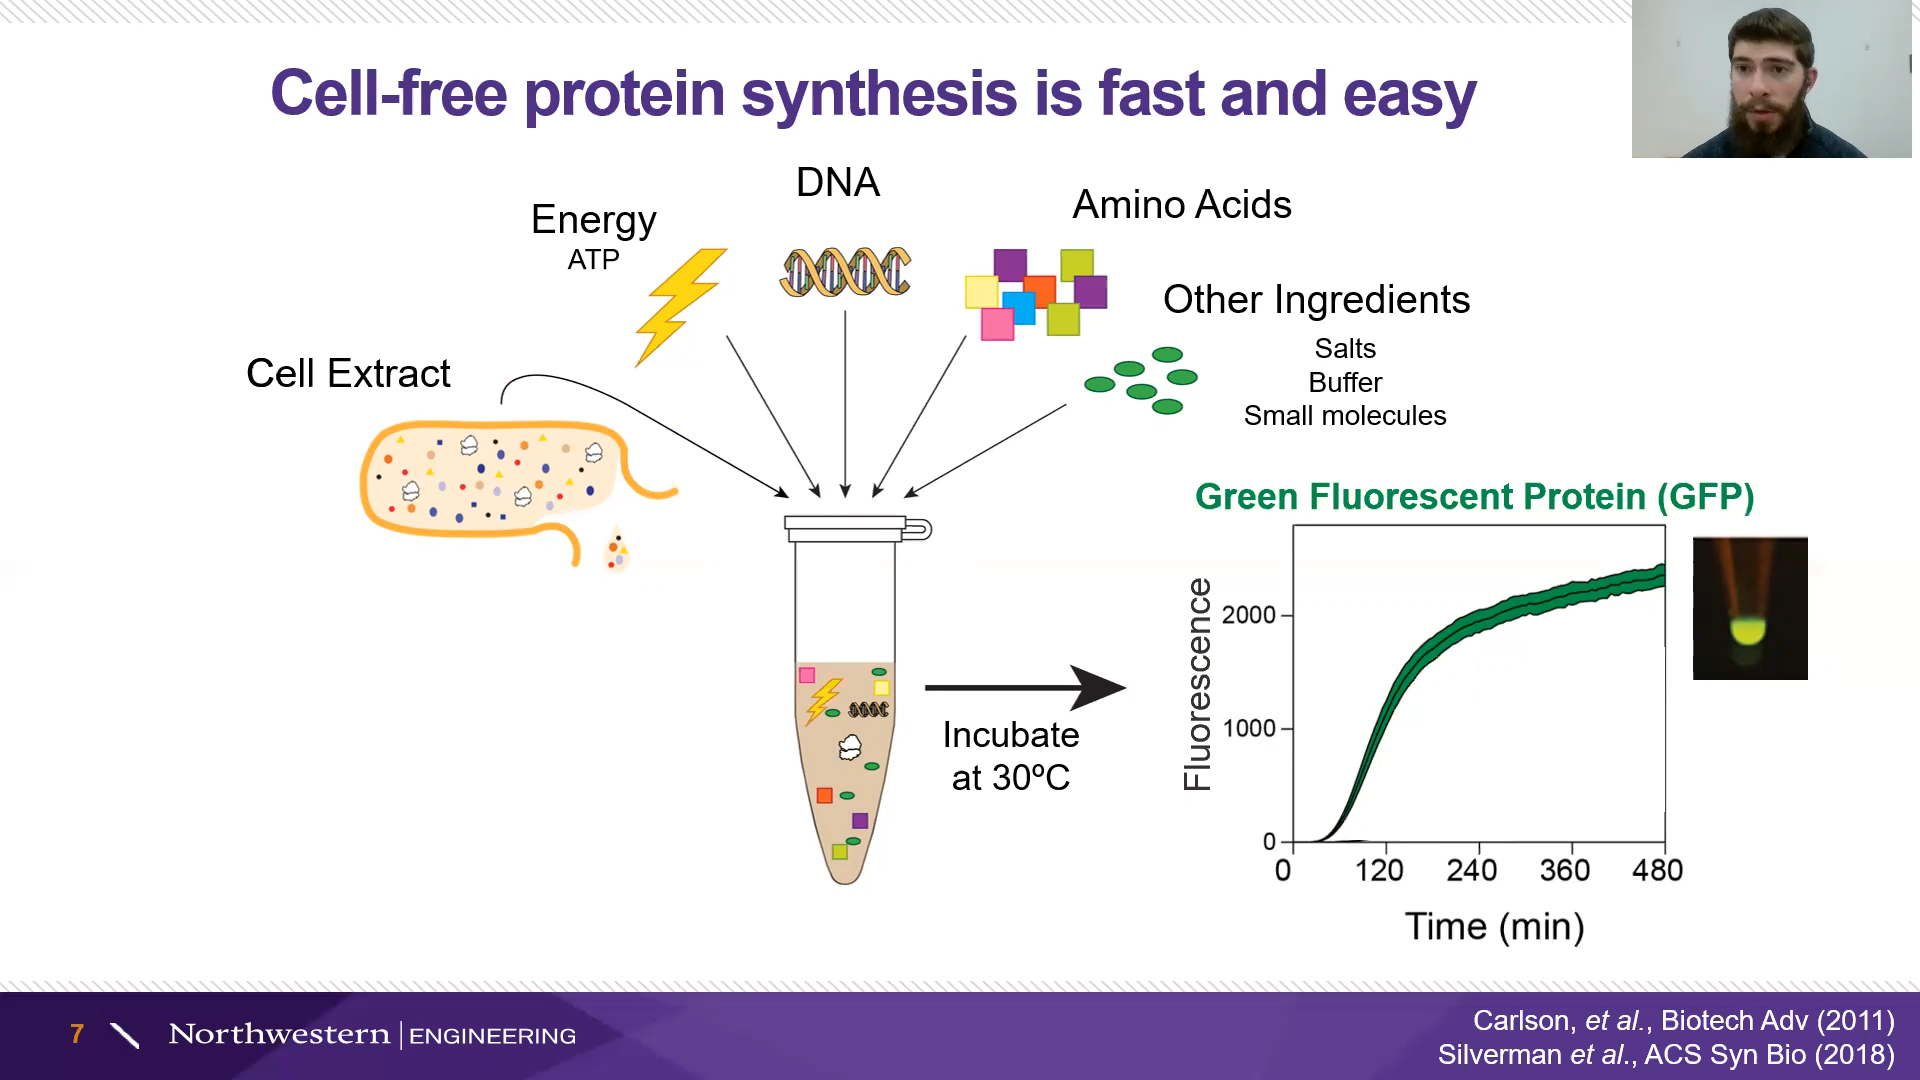 Cell-free protein synthesis is fast and easy
DNA
Energy
ATP
Amino Acids
Other Ingredients
Salts
Buffer
Small molecules
Cell Extract
Incubate
at 30ºC
Green Fluorescent Protein (GFP)
Fluorescence
2000
1000
0
0 120 240 360 480
Time (min)
7
Northwestern | ENGINEERING
Carlson, et al., Biotech Adv (2011)
Silverman et al., ACS Syn Bio (2018)